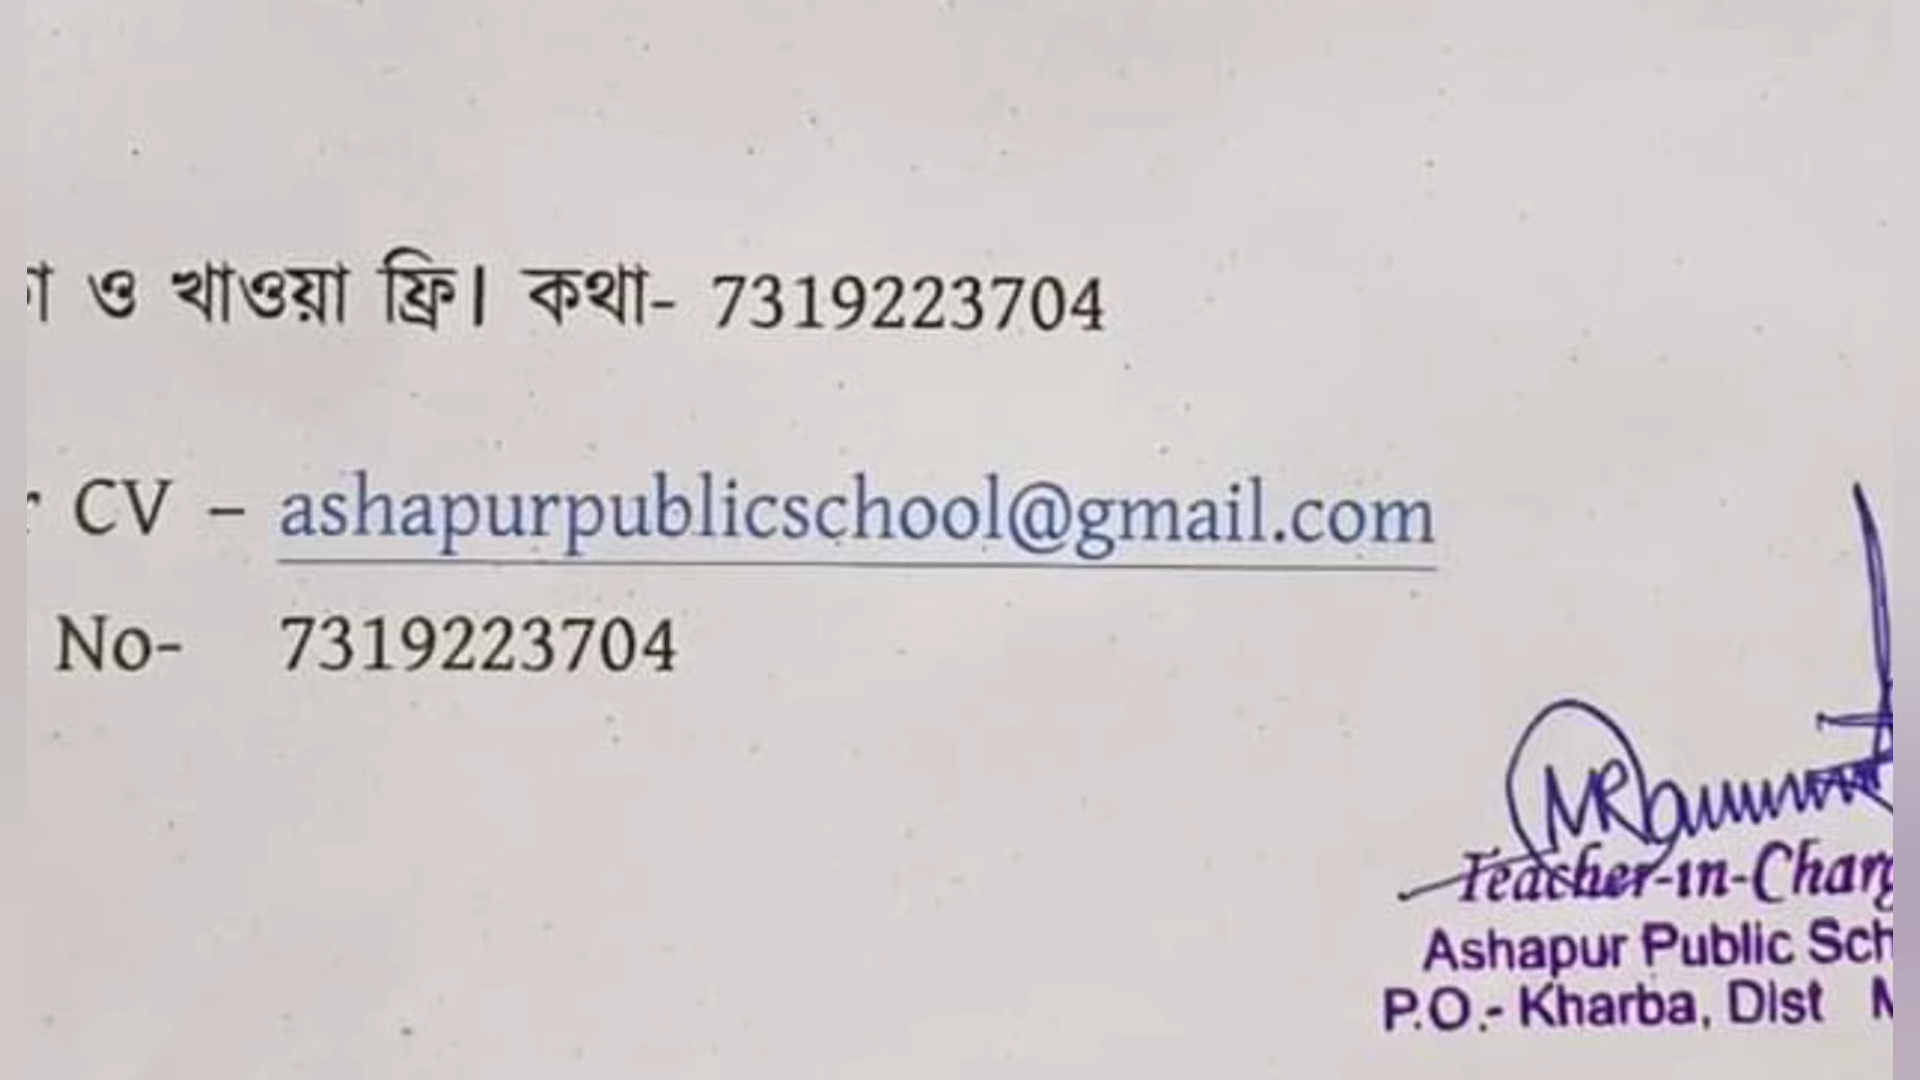 ও খাওয়া ফ্রি। কথা- 7319223704
CV – ashapurpublicschool@gmail.com
No- 7319223704
Teacher-in-Charg
Ashapur Public Sch
P.O.- Kharba, Dist M